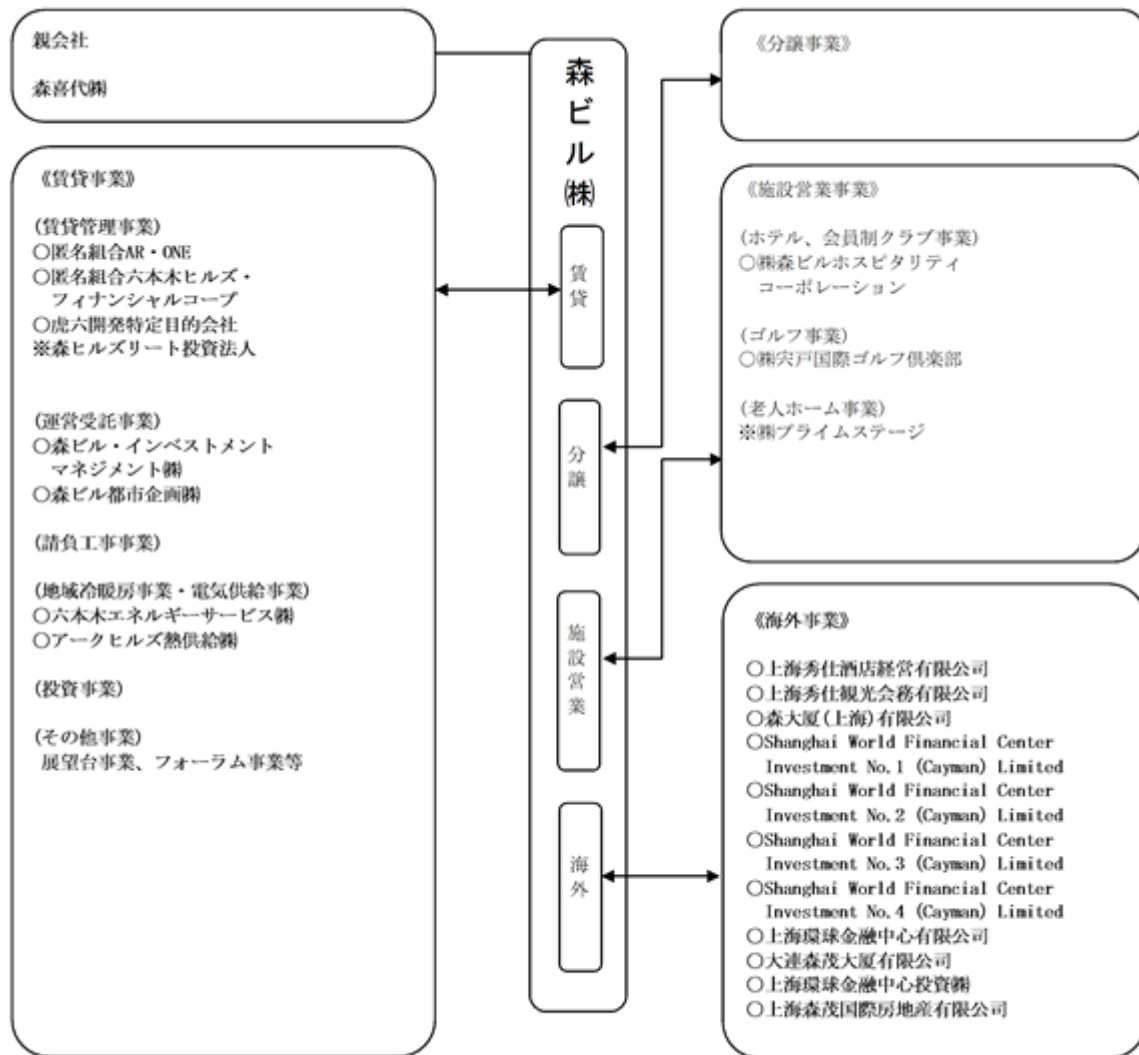 親会社
森喜代㈱
《賃貸事業》
(賃貸管理事業)
○匿名組合AR・ONE
○匿名組合六本木ヒルズ・
フィナンシャルコープ
○虎六開発特定目的会社
※森ヒルズリート投資法人
(運営受託事業)
○森ビル・インベストメント
マネジメント㈱
○森ビル都市企画㈱
(請負工事事業)
(地域冷暖房事業・電気供給事業)
○六本木エネルギーサービス㈱
○アークヒルズ熱供給㈱
(投資事業)
(その他事業)
展望台事業、フォーラム事業等
森ビル㈱
賃貸
分譲
施設営業
海外
《分譲事業》
《施設営業事業》
(ホテル、会員制クラブ事業)
○㈱森ビルホスピタリティ
コーポレーション
(ゴルフ事業)
○㈱宍戸国際ゴルフ倶楽部
(老人ホーム事業)
※㈱プライムステージ
《海外事業》
○上海秀仕酒店経営有限公司
○上海秀仕観光会務有限公司
○森大厦(上海)有限公司
○Shanghai World Financial Center
Investment No.1 (Cayman) Limited
○Shanghai World Financial Center
Investment No.2 (Cayman) Limited
○Shanghai World Financial Center
Investment No.3 (Cayman) Limited
○Shanghai World Financial Center
Investment No.4 (Cayman) Limited
○上海環球金融中心有限公司
○大連森茂大厦有限公司
○上海環球金融中心投資㈱
○上海森茂国際房地産有限公司